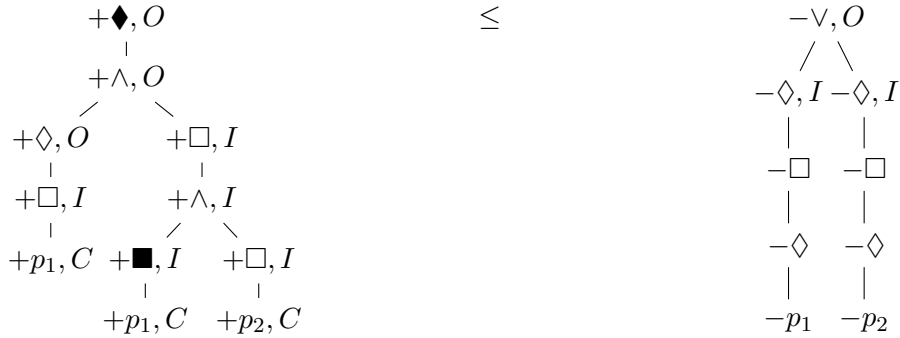 +♦, O ≤ −∨, O
+∧, O −◇, I −◇, I
+◇, O +□, I −□ −□
+□, I +∧, I
+p₁, C +■, I +□, I −◇ −◇
+p₁, C +p₂, C −p₁ −p₂